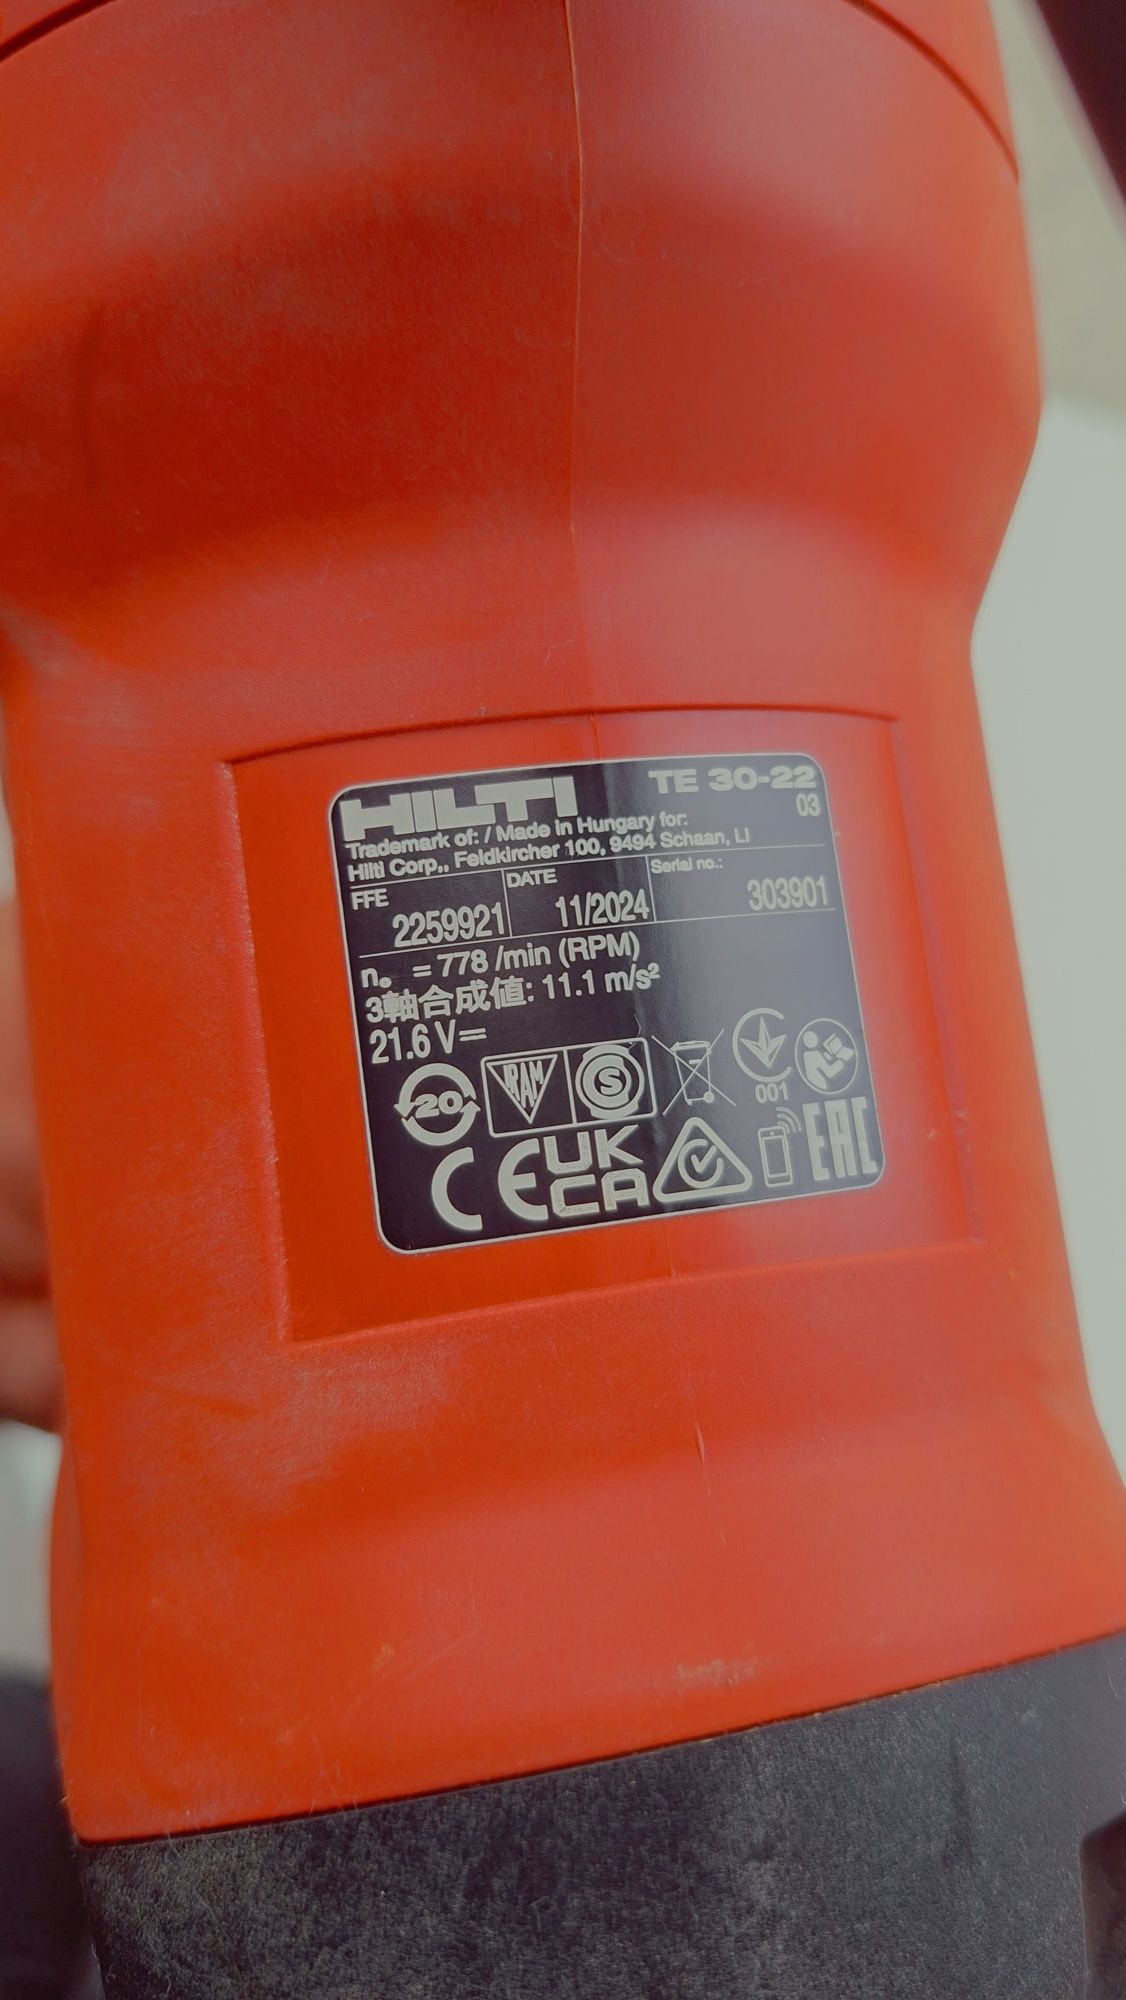 HILTI TE 30-22
03
Trademark of: / Made in Hungary for:
Hilti Corp., Feldkircher 100, 9494 Schaan, LI
FFE DATE Serial no.:
2259921 11/2024 303901
n₀ = 778 /min (RPM)
3軸合成値: 11.1 m/s²
21.6 V⎓
20 IRAM S 001
CE UK CA EAC